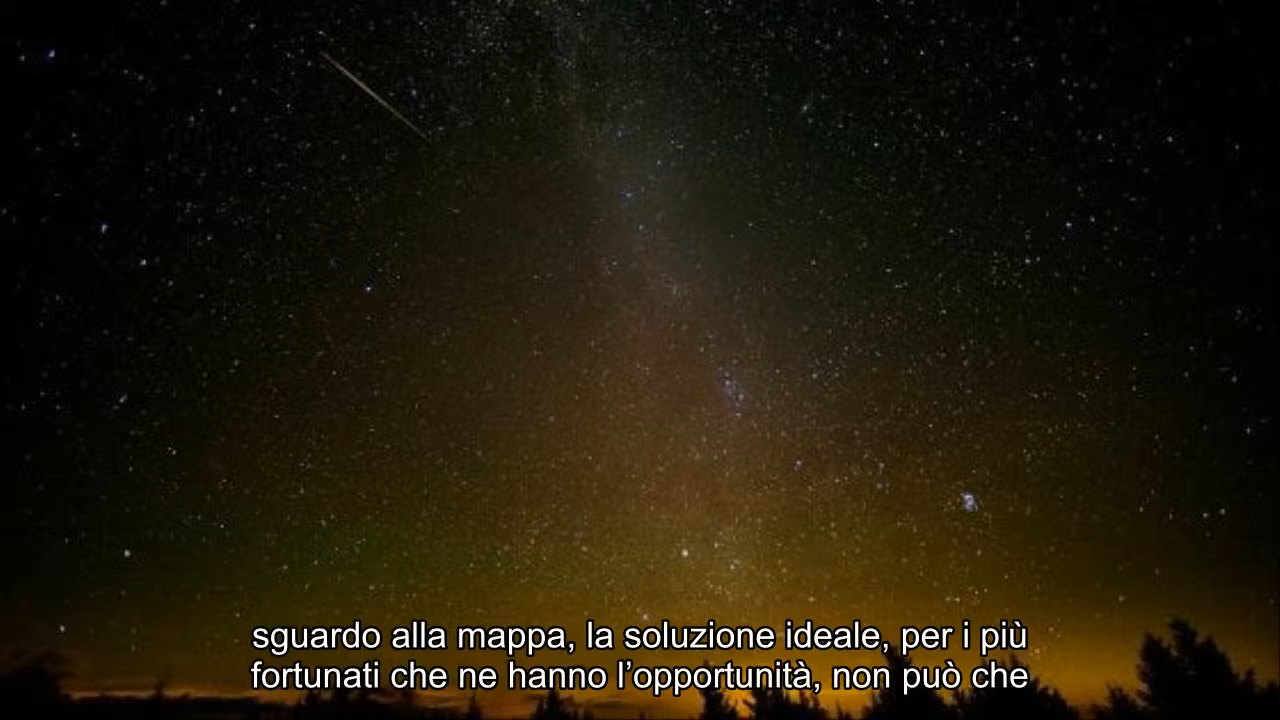 sguardo alla mappa, la soluzione ideale, per i più
fortunati che ne hanno l’opportunità, non può che